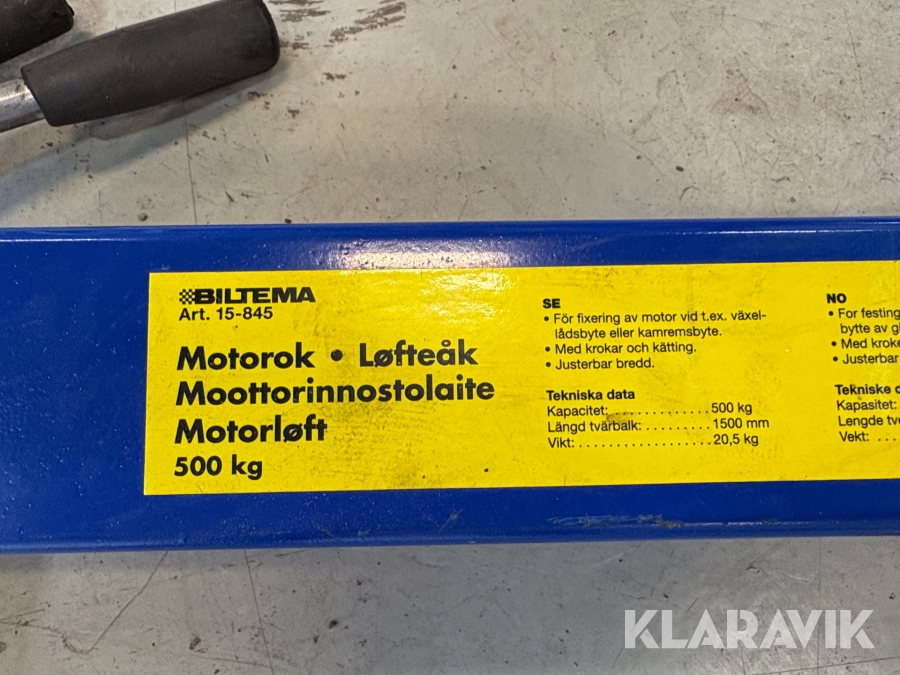 BILTEMA
Art. 15-845
Motorok • Løfteåk
Moottorinnostolaite
Motorløft
500 kg
SE
• För fixering av motor vid t.ex. växel-
lådsbyte eller kamremsbyte.
• Med krokar och kätting.
• Justerbar bredd.
Tekniska data
Kapacitet: . . . . . . . . . . . . 500 kg
Längd tvärbalk: . . . . . . . . . 1500 mm
Vikt: . . . . . . . . . . . . . . . . . 20,5 kg
NO
• For festing
bytte av
• Med
• Justerbar
Tekniske
Kapasitet:
Lengde
Vekt: . . .
KLARAVIK